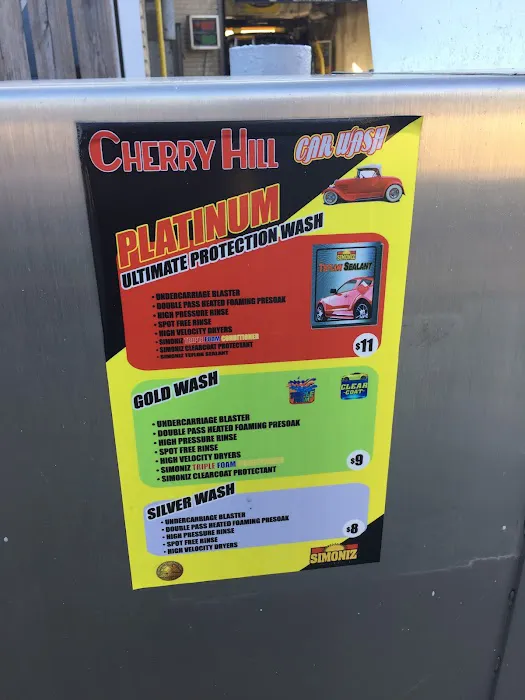 CHERRY HILL CAR WASH
PLATINUM
ULTIMATE PROTECTION WASH
• UNDERCARRIAGE BLASTER
• DOUBLE PASS HEATED FOAMING PRESOAK
• HIGH PRESSURE RINSE
• SPOT FREE RINSE
• HIGH VELOCITY DRYERS
• SIMONIZ TRIPLE FOAM CONDITIONER
• SIMONIZ CLEARCOAT PROTECTANT
• SIMONIZ TEFLON SEALANT
SIMONIZ
SEALANT
$11
GOLD WASH
• UNDERCARRIAGE BLASTER
• DOUBLE PASS HEATED FOAMING PRESOAK
• HIGH PRESSURE RINSE
• SPOT FREE RINSE
• HIGH VELOCITY DRYERS
• SIMONIZ TRIPLE FOAM CONDITIONER
• SIMONIZ CLEARCOAT PROTECTANT
CLEAR
COAT
$9
SILVER WASH
• UNDERCARRIAGE BLASTER
• DOUBLE PASS HEATED FOAMING PRESOAK
• HIGH PRESSURE RINSE
• SPOT FREE RINSE
• HIGH VELOCITY DRYERS
$8
SIMONIZ